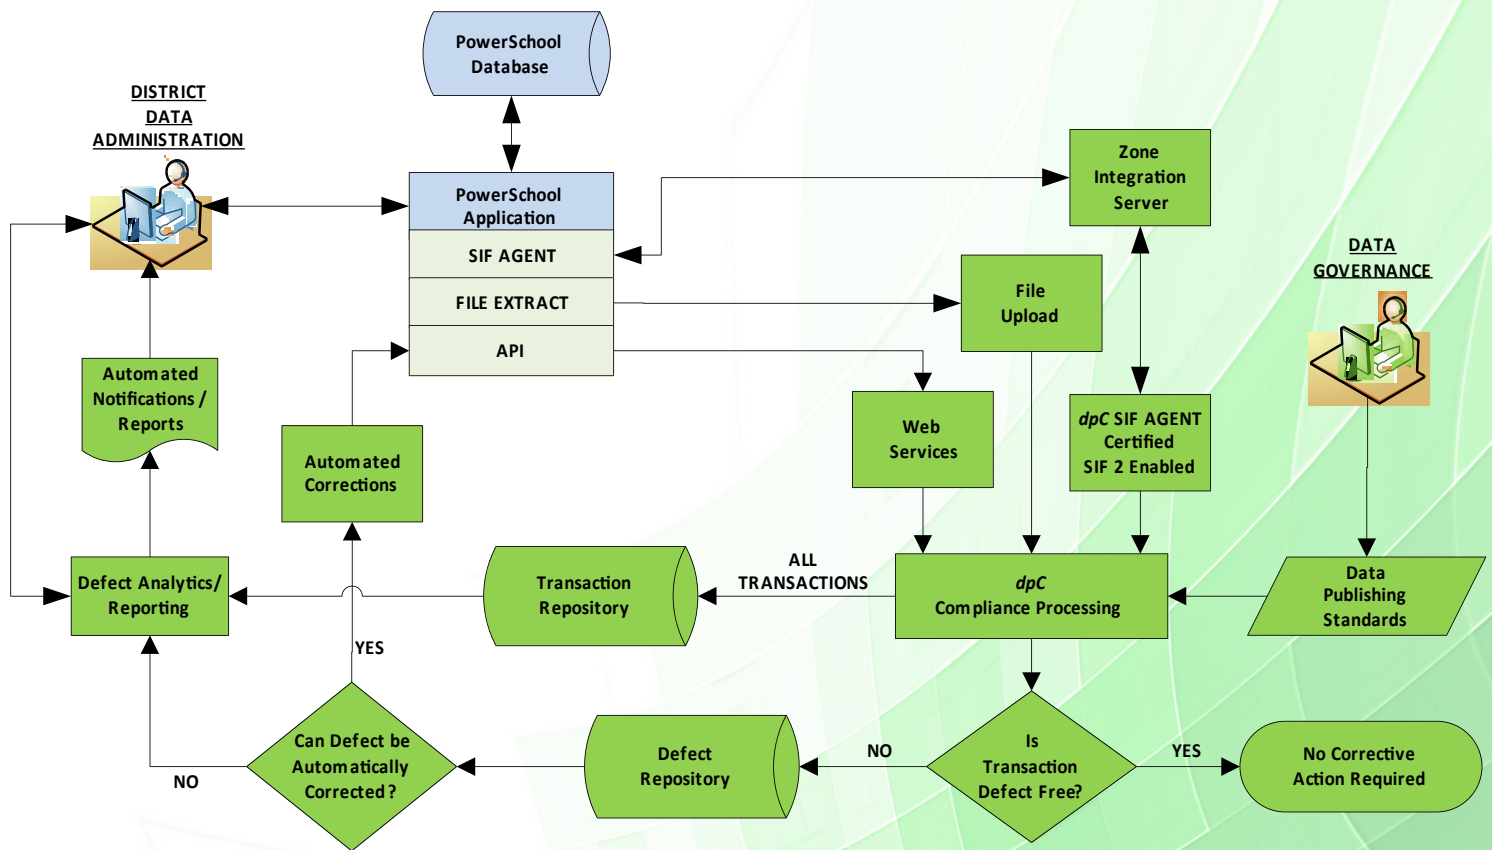 PowerSchool
Database
DISTRICT
DATA
ADMINISTRATION
PowerSchool
Application
SIF AGENT
FILE EXTRACT
API
Zone
Integration
Server
DATA
GOVERNANCE
File
Upload
Automated
Notifications /
Reports
Automated
Corrections
Web
Services
dpC SIF AGENT
Certified
SIF 2 Enabled
Defect Analytics/
Reporting
Transaction
Repository
ALL
TRANSACTIONS
dpC
Compliance Processing
Data
Publishing
Standards
YES
Can Defect be
Automatically
Corrected?
NO
Defect
Repository
NO
Is
Transaction
Defect Free?
YES
No Corrective
Action Required